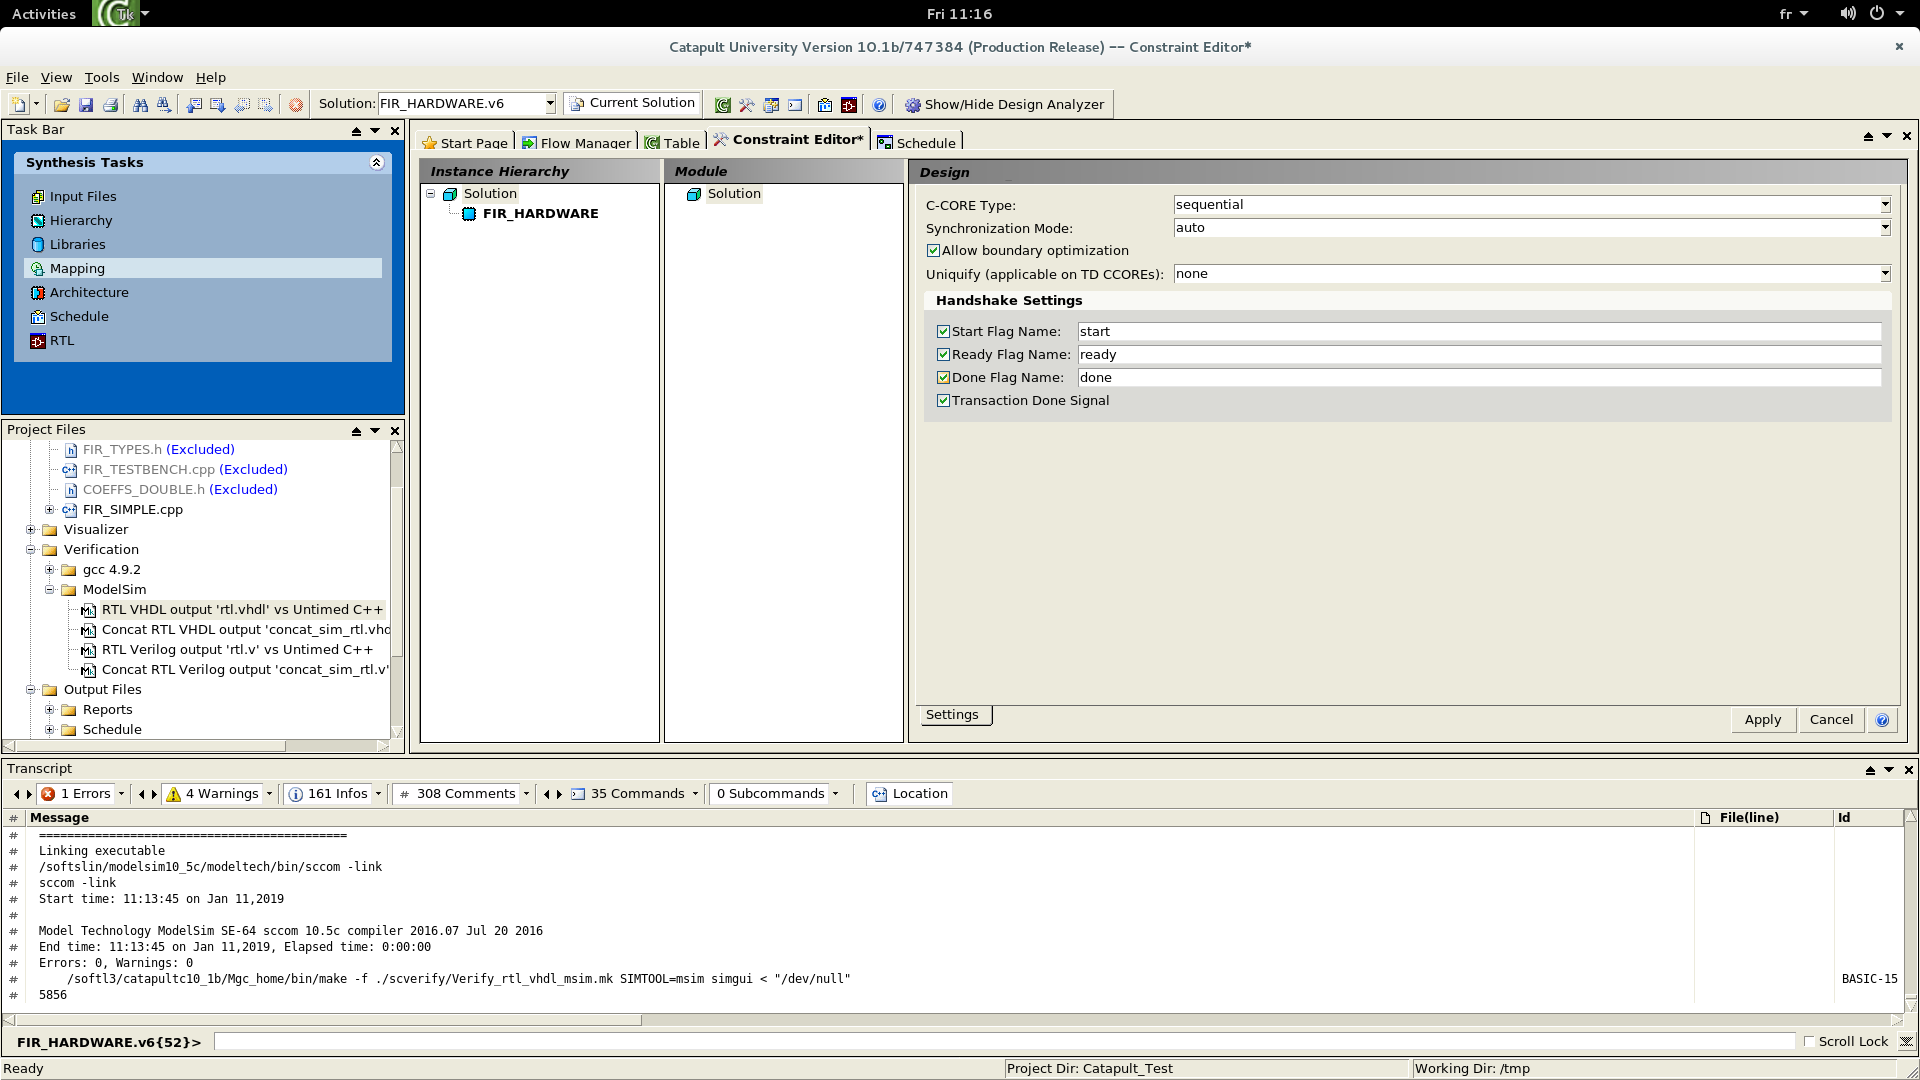 Activities Tk Fri 11:16 fr
Catapult University Version 10.1b/747384 (Production Release) -- Constraint Editor*
File View Tools Window Help
Solution: FIR_HARDWARE.v6 Current Solution Show/Hide Design Analyzer
Task Bar
Synthesis Tasks
Input Files
Hierarchy
Libraries
Mapping
Architecture
Schedule
RTL
Project Files
FIR_TYPES.h (Excluded)
FIR_TESTBENCH.cpp (Excluded)
COEFFS_DOUBLE.h (Excluded)
FIR_SIMPLE.cpp
Visualizer
Verification
gcc 4.9.2
ModelSim
RTL VHDL output 'rtl.vhdl' vs Untimed C++
Concat RTL VHDL output 'concat_sim_rtl.vhd
RTL Verilog output 'rtl.v' vs Untimed C++
Concat RTL Verilog output 'concat_sim_rtl.v'
Output Files
Reports
Schedule
Start Page Flow Manager Table Constraint Editor* Schedule
Instance Hierarchy
Solution
FIR_HARDWARE
Module
Solution
Design
C-CORE Type: sequential
Synchronization Mode: auto
Allow boundary optimization
Uniquify (applicable on TD CCOREs): none
Handshake Settings
Start Flag Name: start
Ready Flag Name: ready
Done Flag Name: done
Transaction Done Signal
Settings
Apply Cancel
Transcript
1 Errors 4 Warnings 161 Infos # 308 Comments 35 Commands 0 Subcommands Location
# Message File(line) Id
# ============================================
# Linking executable
# /softslin/modelsim10_5c/modeltech/bin/sccom -link
# sccom -link
# Start time: 11:13:45 on Jan 11,2019
#
# Model Technology ModelSim SE-64 sccom 10.5c compiler 2016.07 Jul 20 2016
# End time: 11:13:45 on Jan 11,2019, Elapsed time: 0:00:00
# Errors: 0, Warnings: 0
# /softl3/catapultc10_1b/Mgc_home/bin/make -f ./scverify/Verify_rtl_vhdl_msim.mk SIMTOOL=msim simgui < "/dev/null" BASIC-15
# 5856
FIR_HARDWARE.v6{52}> Scroll Lock
Ready Project Dir: Catapult_Test Working Dir: /tmp